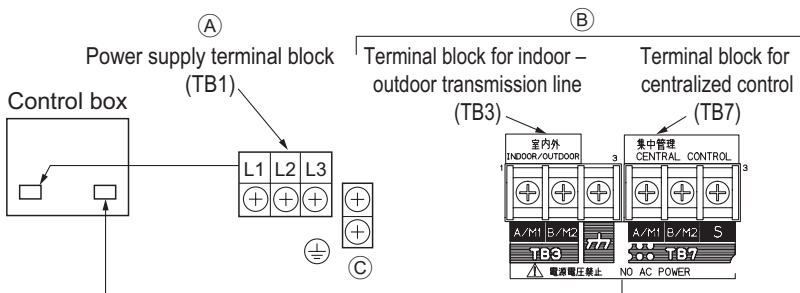 Ⓐ
Power supply terminal block
(TB1)
Control box
L1 L2 L3
Ⓒ
Ⓑ
Terminal block for indoor –
outdoor transmission line
(TB3)
Terminal block for
centralized control
(TB7)
室内外
INDOOR/OUTDOOR
1
3
集中管理
CENTRAL CONTROL
3
A/M1 B/M2
TB3
A/M1 B/M2 S
TB7
電源電圧禁止 NO AC POWER